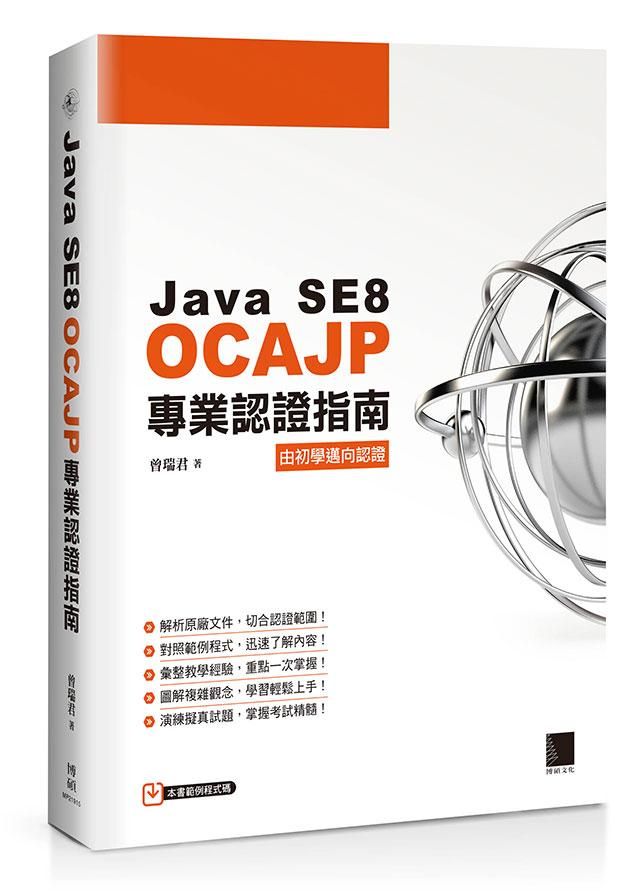 Java SE8 OCAJP 專業認證指南
曾瑞君 著
博碩
MP21915
Java SE8
OCAJP
專業認證指南
由初學邁向認證
曾瑞君 著
解析原廠文件，切合認證範圍！
對照範例程式，迅速了解內容！
彙整教學經驗，重點一次掌握！
圖解複雜觀念，學習輕鬆上手！
演練擬真試題，掌握考試精髓！
本書範例程式碼
博碩文化